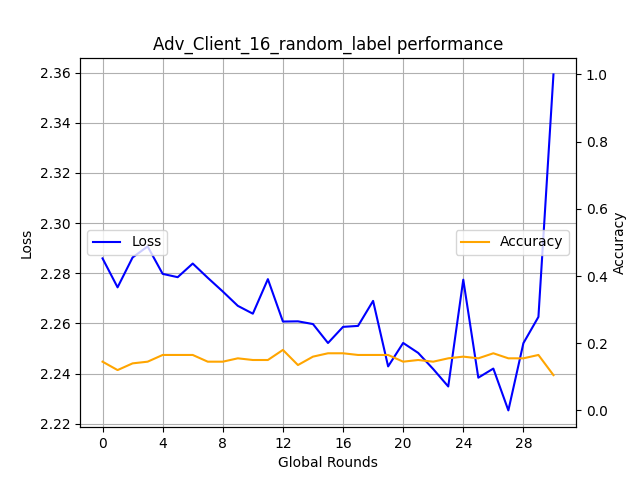 Adv_Client_16_random_label performance
2.36
2.34
2.32
2.30
2.28
2.26
2.24
2.22
Loss
1.0
0.8
0.6
0.4
0.2
0.0
Accuracy
Loss
Accuracy
0 4 8 12 16 20 24 28
Global Rounds